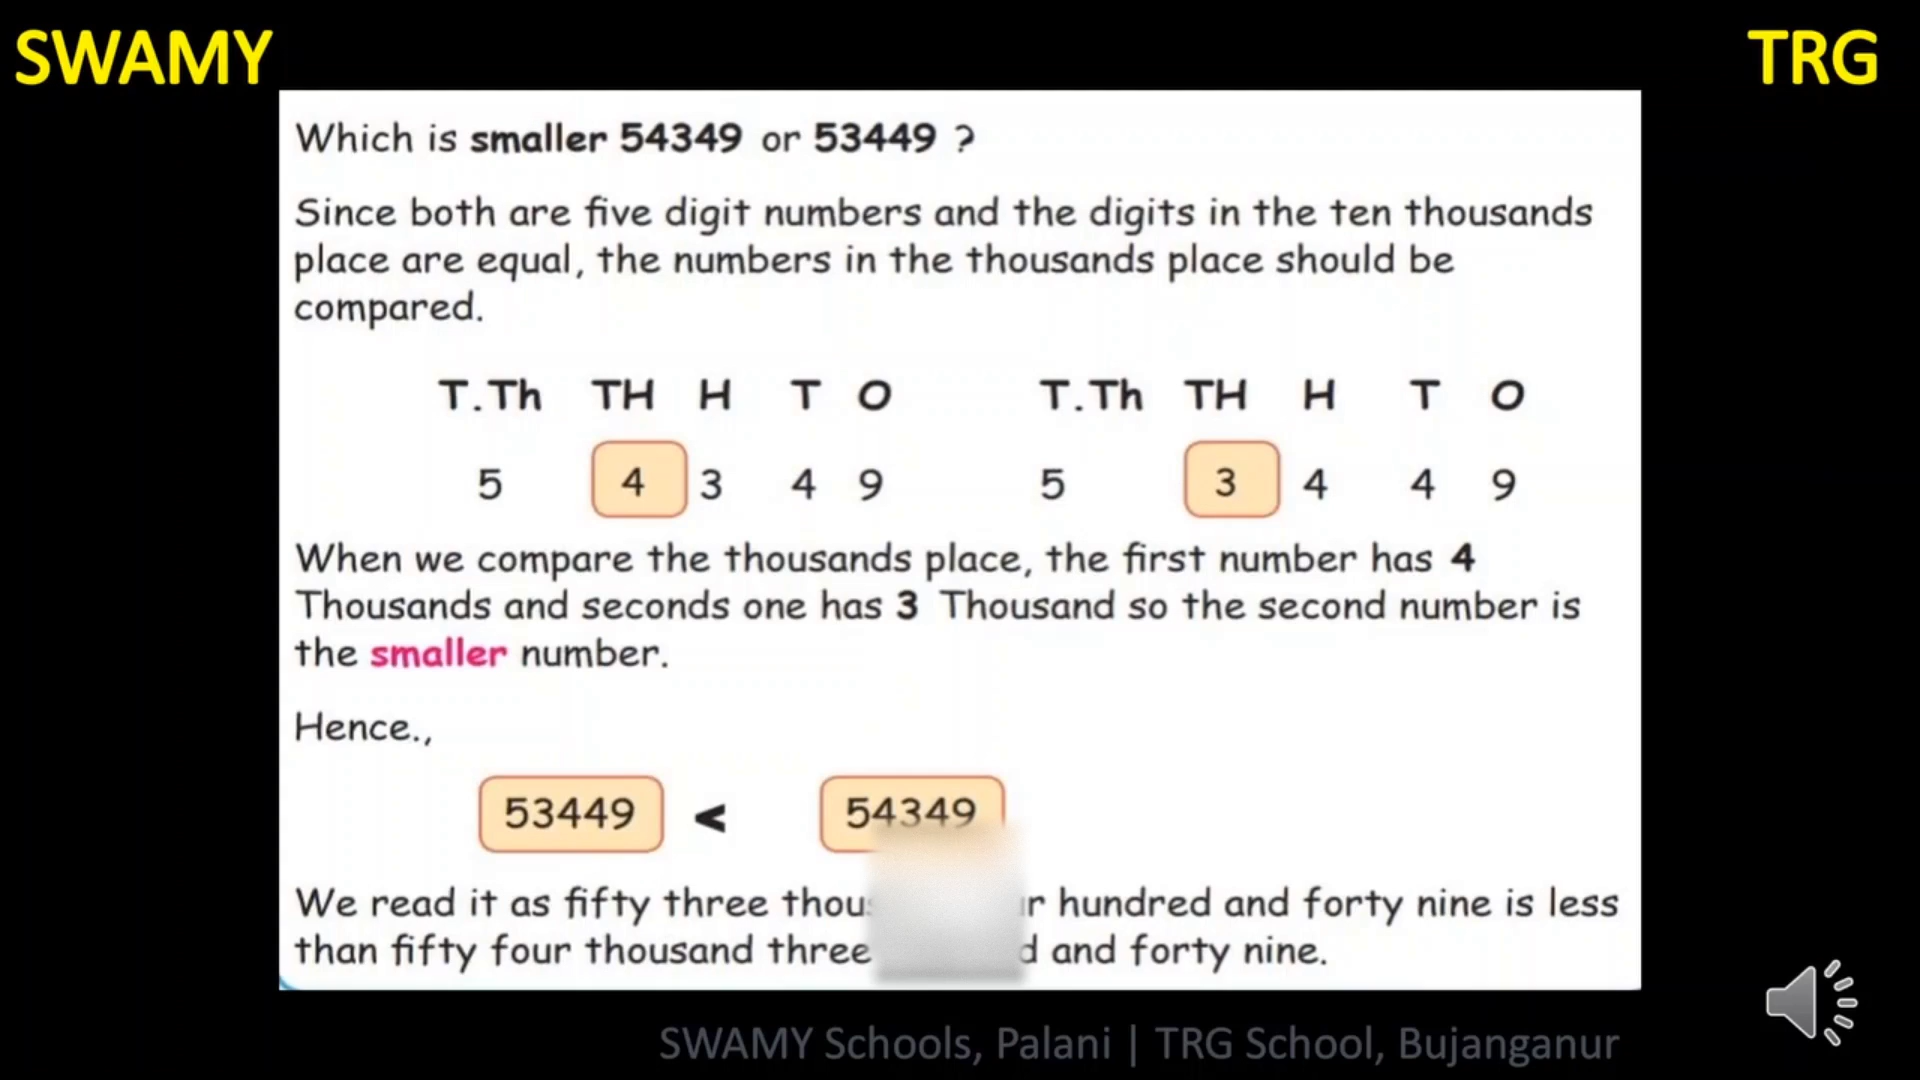 SWAMY
TRG
Which is smaller 54349 or 53449 ?
Since both are five digit numbers and the digits in the ten thousands
place are equal, the numbers in the thousands place should be
compared.
T.Th TH H T O T.Th TH H T O
5 4 3 4 9 5 3 4 4 9
When we compare the thousands place, the first number has 4
Thousands and seconds one has 3 Thousand so the second number is
the smaller number.
Hence.,
53449 < 54349
We read it as fifty three hundred and forty nine is less
than fifty four thousand three and forty nine.
SWAMY Schools, Palani | TRG School, Bujanganur